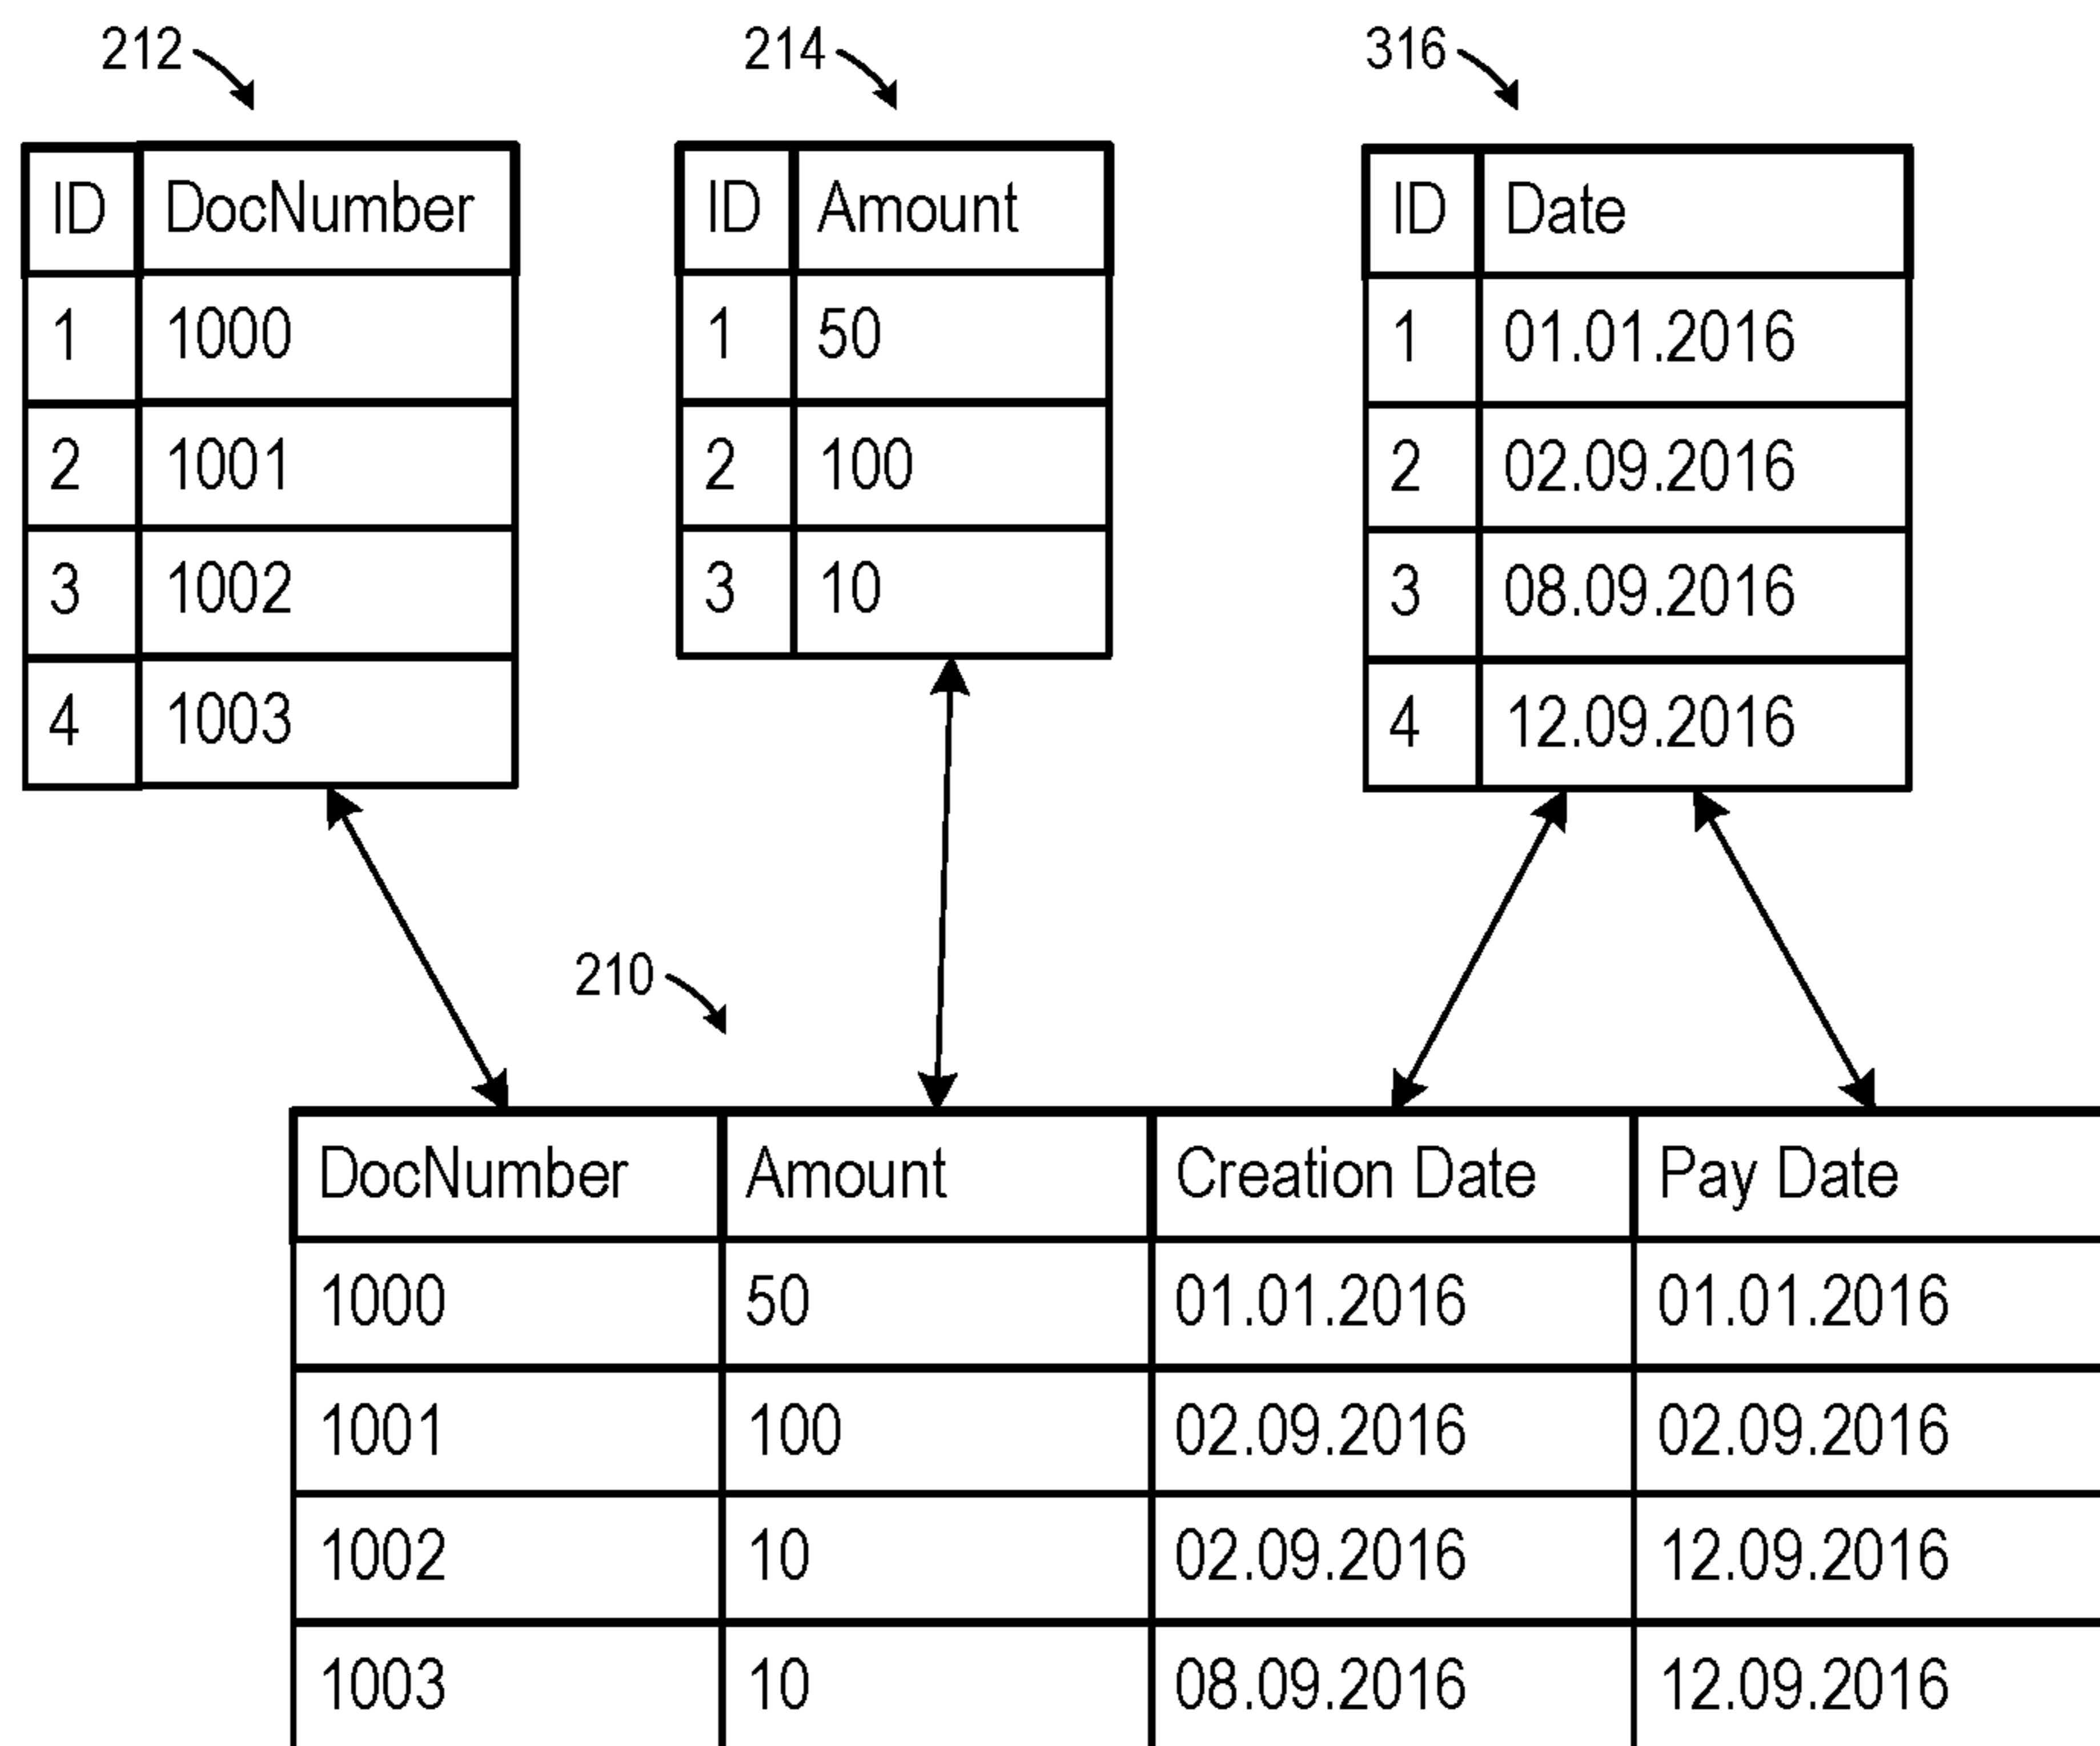 212 214 316
ID DocNumber ID Amount ID Date
1 1000 1 50 1 01.01.2016
2 1001 2 100 2 02.09.2016
3 1002 3 10 3 08.09.2016
4 1003 4 12.09.2016
210
DocNumber Amount Creation Date Pay Date
1000 50 01.01.2016 01.01.2016
1001 100 02.09.2016 02.09.2016
1002 10 02.09.2016 12.09.2016
1003 10 08.09.2016 12.09.2016